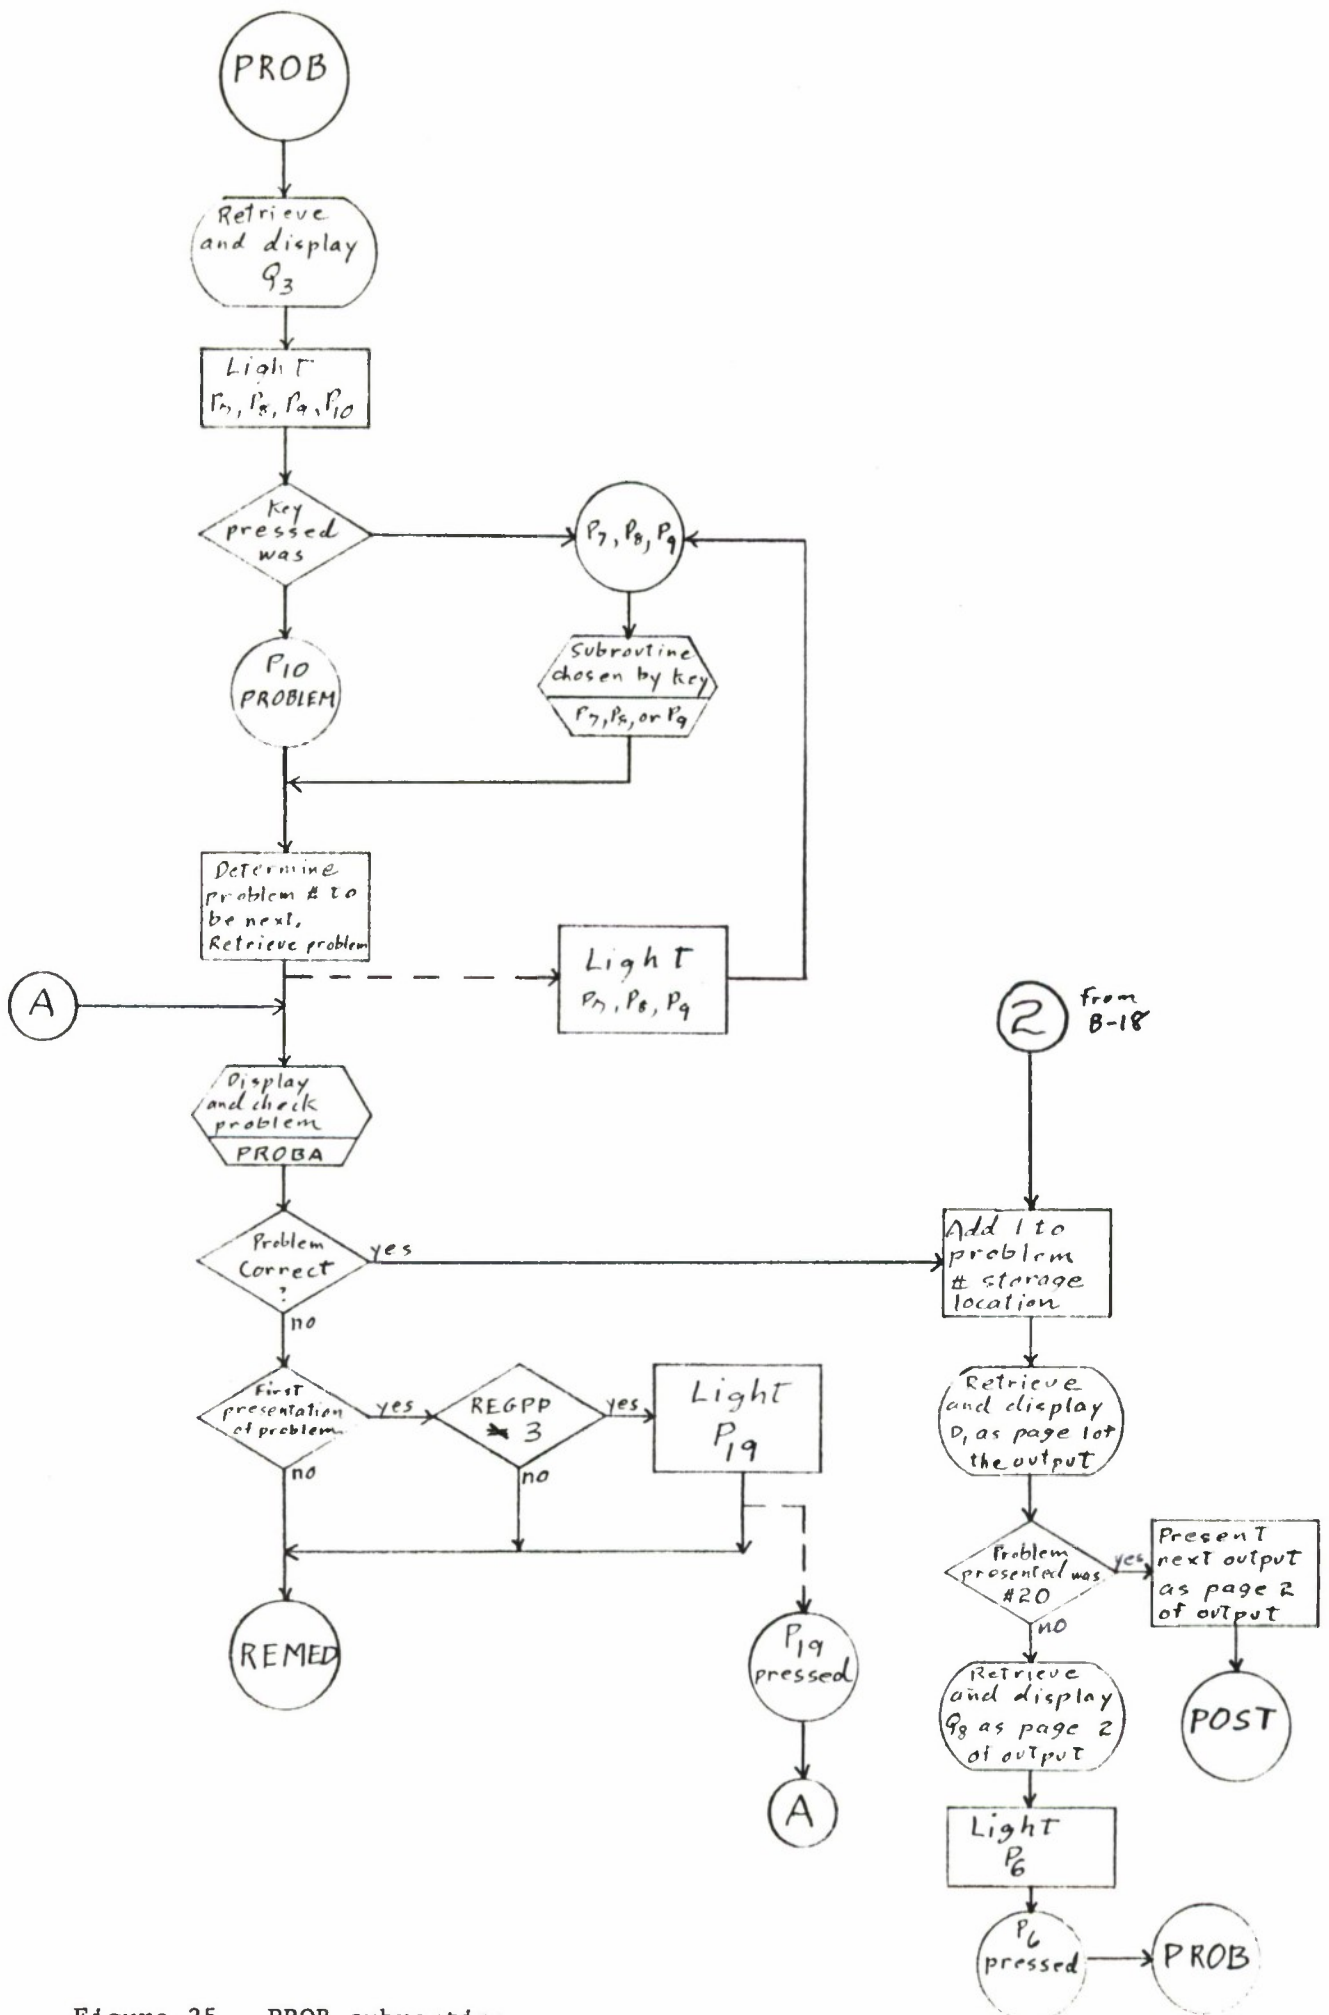 PROB
Retrieve
and display
Q3
Light
P7, P8, P9, P10
Key
pressed
was
P7, P8, P9
P10
PROBLEM
Subroutine
chosen by key
P7, P8, or P9
Determine
problem # to
be next.
Retrieve problem
Light
P7, P8, P9
A
2
from
B-18
Display
and check
problem
PROBA
Problem
Correct
?
yes
no
Add 1 to
problem
# storage
location
First
presentation
of problem
yes
no
REGPP
3
yes
no
Light
P19
Retrieve
and display
D1 as page 1 of
the output
Problem
presented was
#20
yes
no
Present
next output
as page 2
of output
REMED
P19
pressed
A
Retrieve
and display
Q8 as page 2
of output
POST
Light
P6
P6
pressed
PROB
Figure 25. PROB subroutine